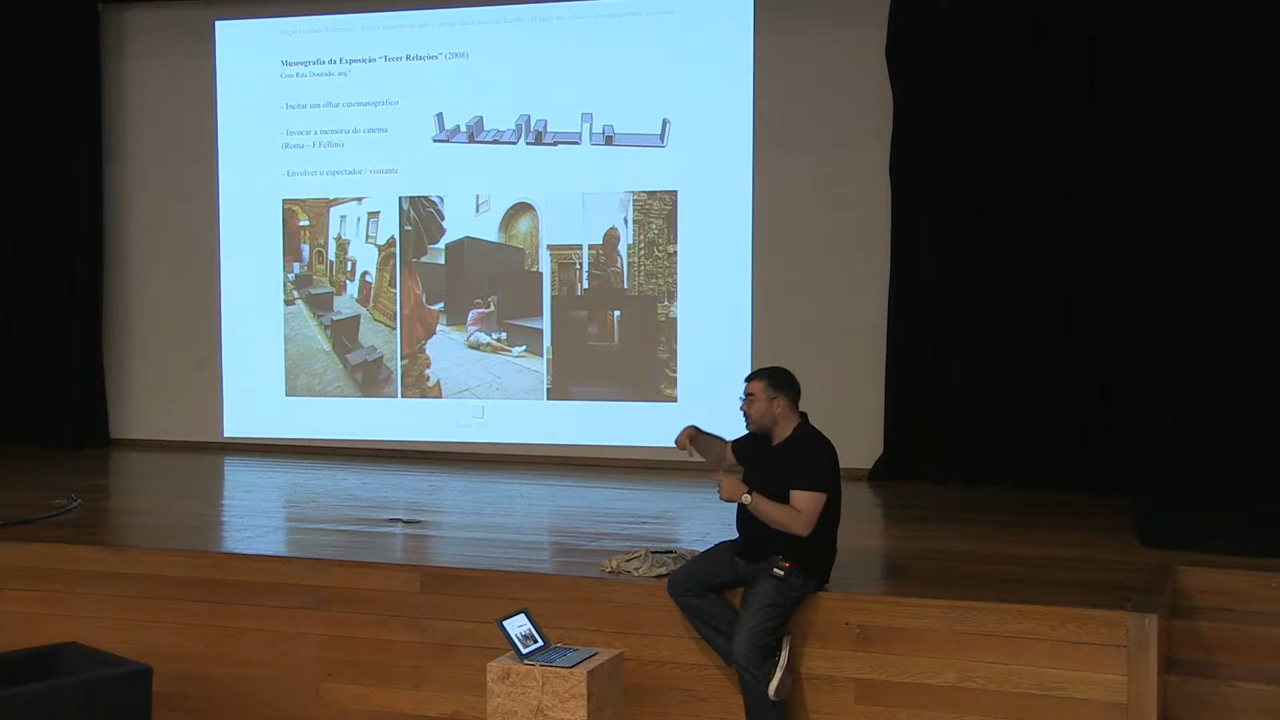 Museografia da Exposição “Tecer Relações” (2008)
Com Rita Dourado, arq.ª
- Incitar um olhar cinematográfico
- Invocar a memória do cinema
(Roma – F.Fellini)
- Envolver o espectador / visitante